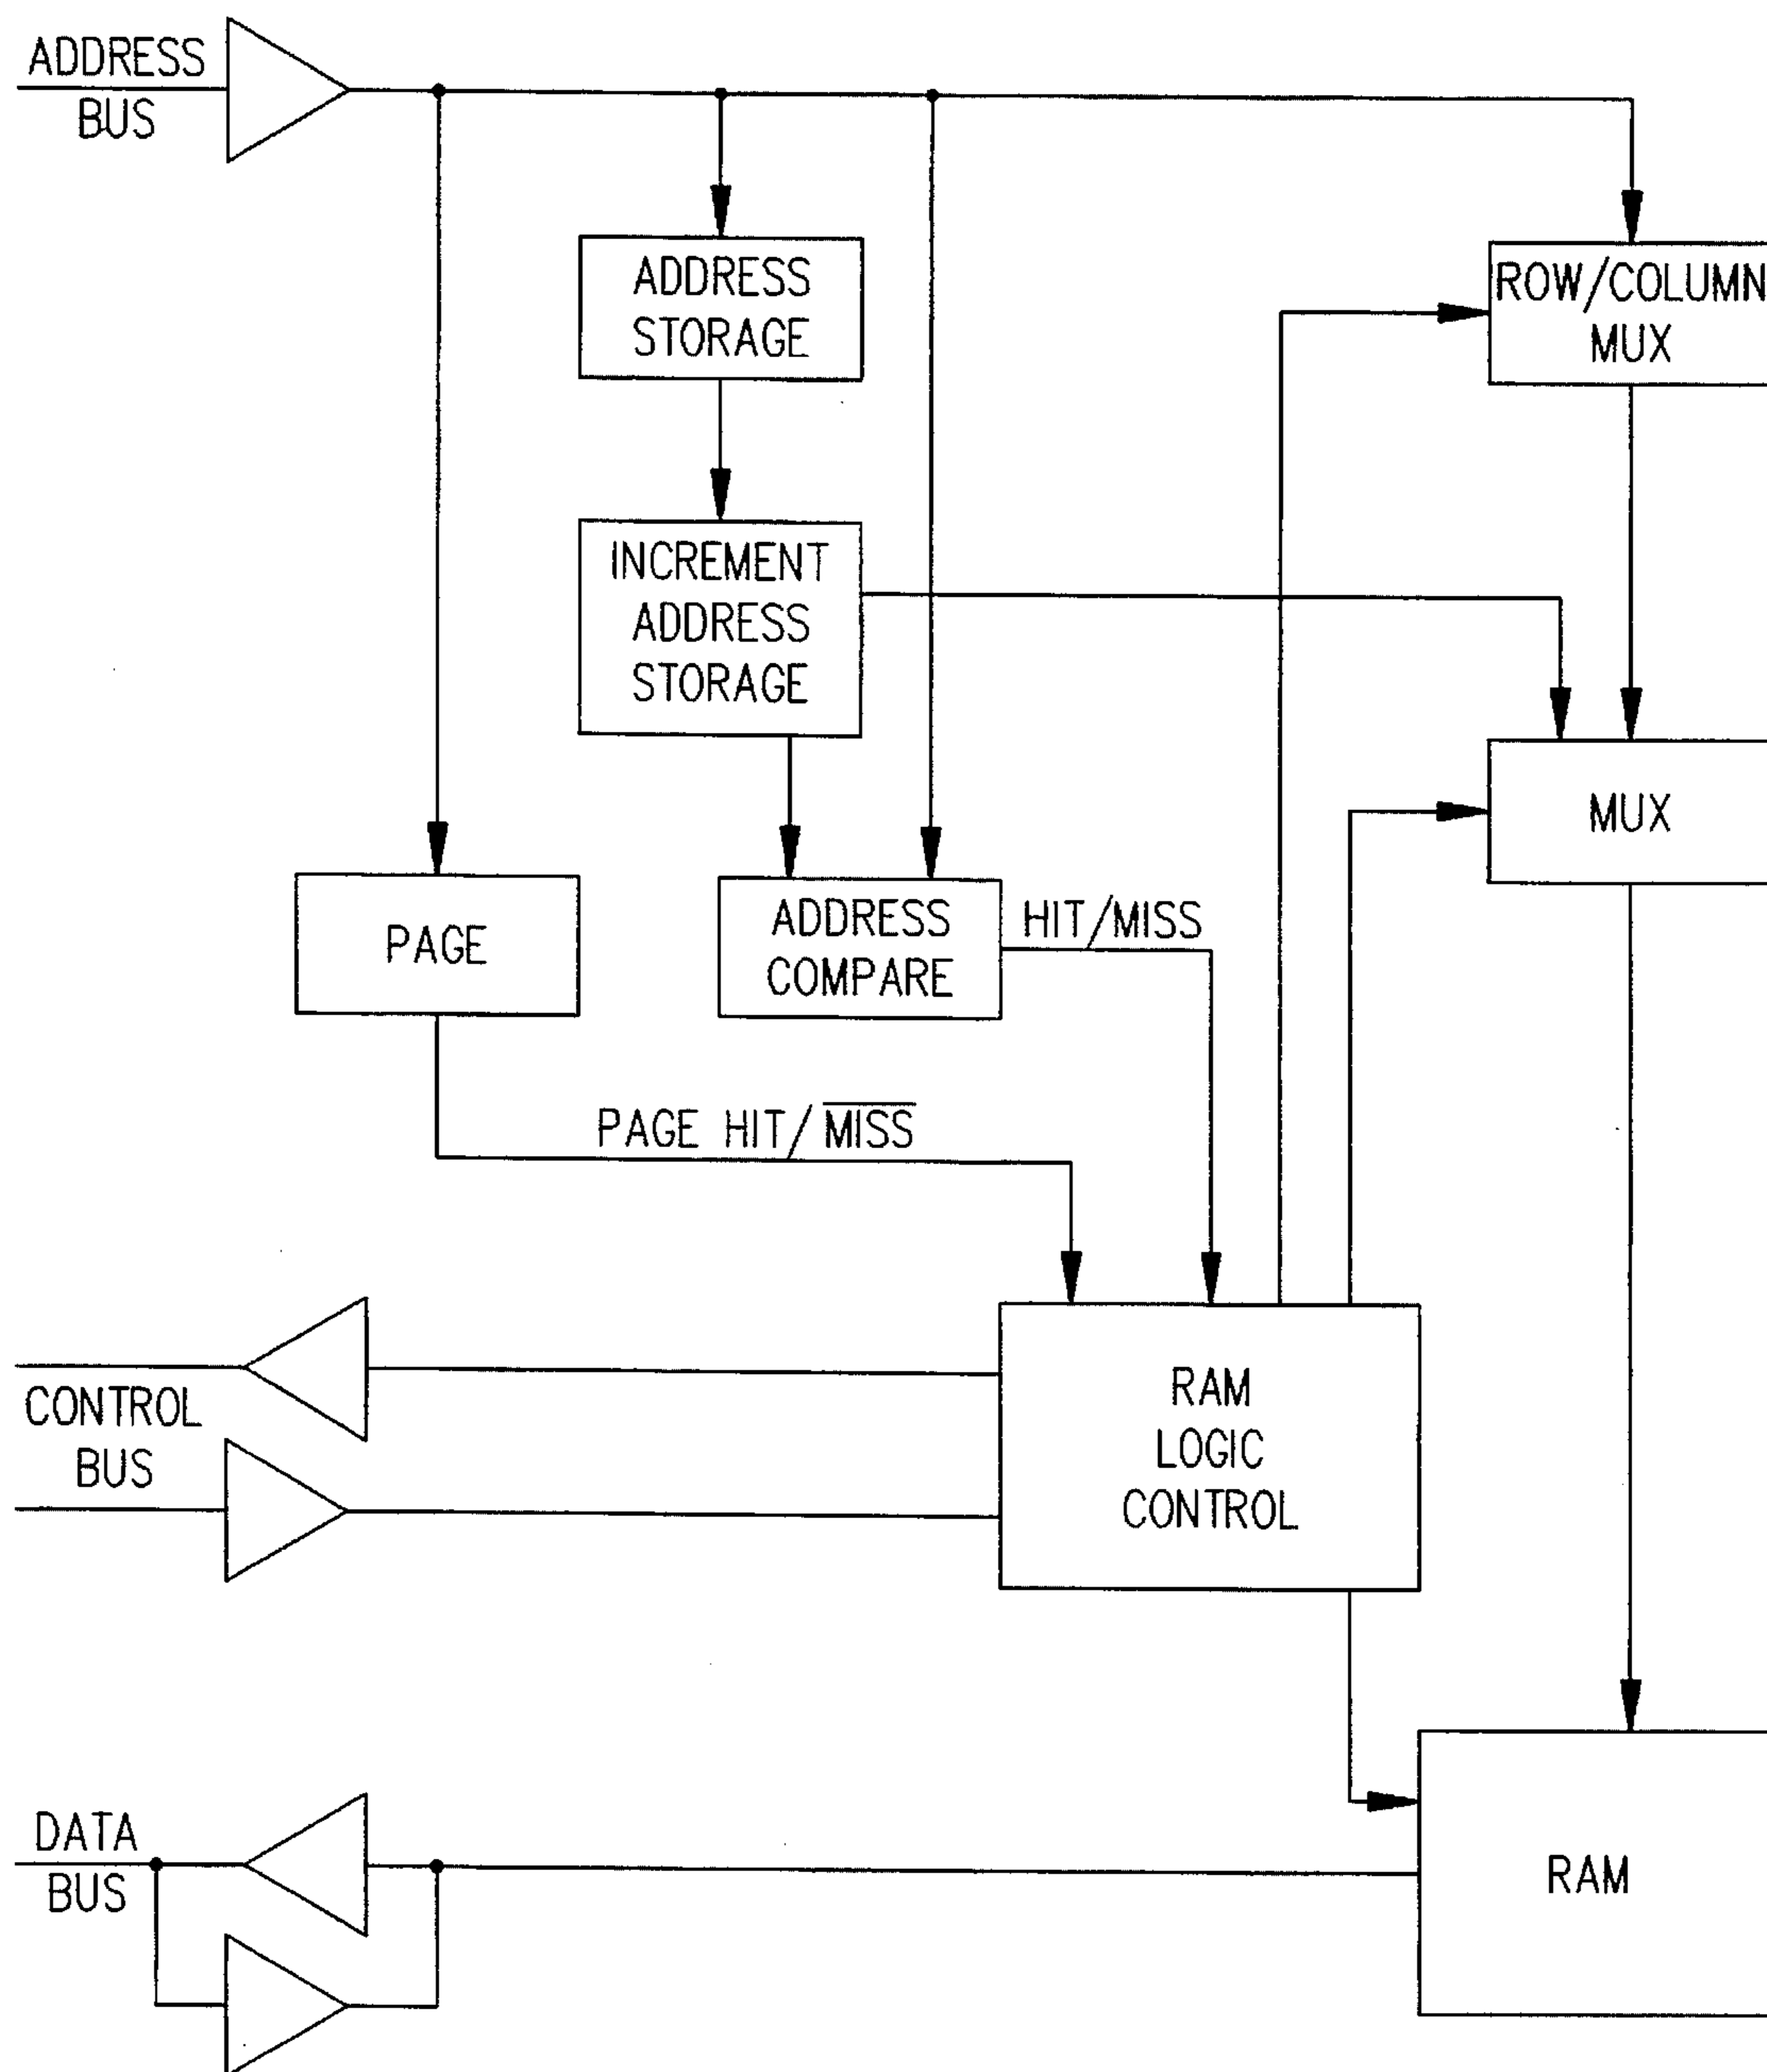 ADDRESS
BUS
ADDRESS
STORAGE
ROW/COLUMN
MUX
INCREMENT
ADDRESS
STORAGE
MUX
PAGE
ADDRESS
COMPARE
HIT/MISS
PAGE HIT/M̅I̅S̅S̅
CONTROL
BUS
RAM
LOGIC
CONTROL
DATA
BUS
RAM